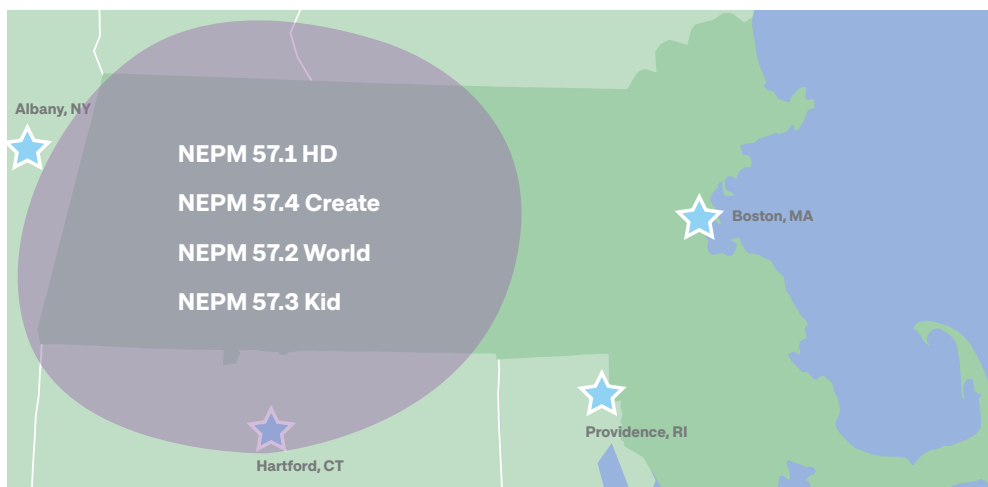 Albany, NY
NEPM 57.1 HD
NEPM 57.4 Create
NEPM 57.2 World
NEPM 57.3 Kid
Boston, MA
Providence, RI
Hartford, CT